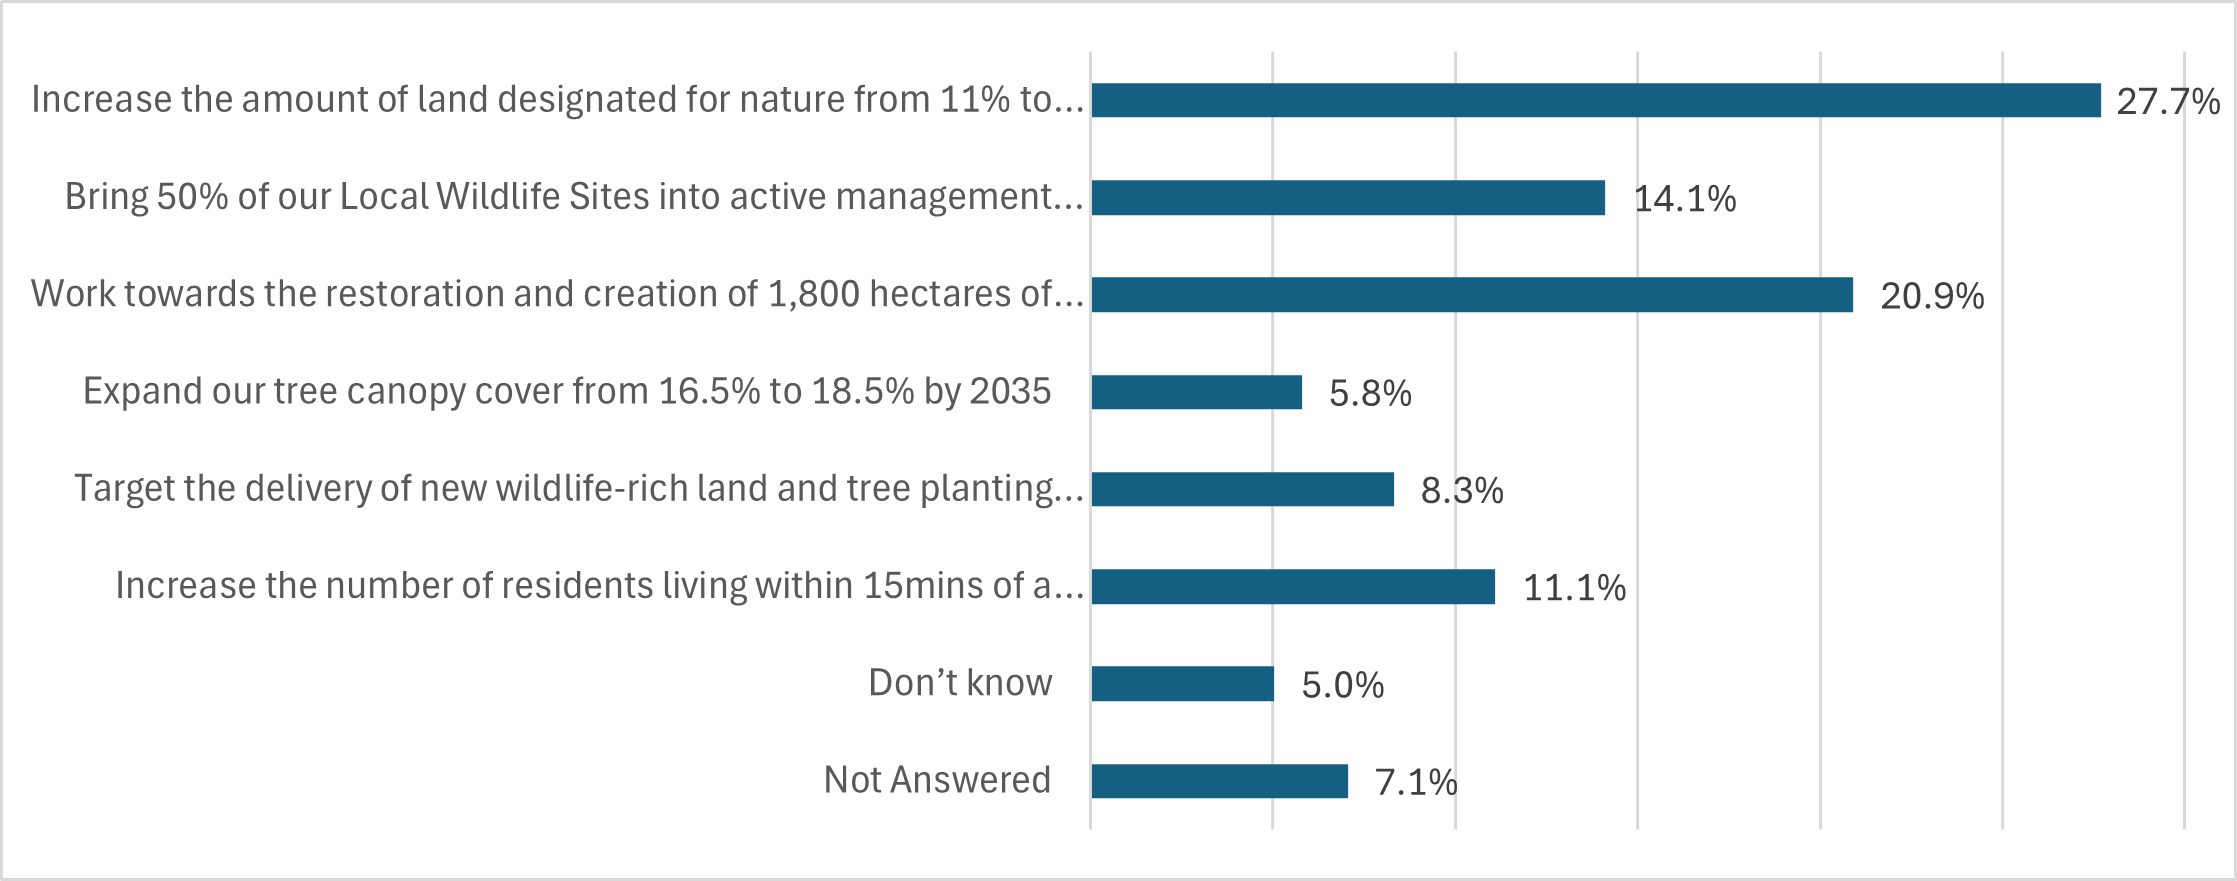 Increase the amount of land designated for nature from 11% to... 27.7%
Bring 50% of our Local Wildlife Sites into active management... 14.1%
Work towards the restoration and creation of 1,800 hectares of... 20.9%
Expand our tree canopy cover from 16.5% to 18.5% by 2035 5.8%
Target the delivery of new wildlife-rich land and tree planting... 8.3%
Increase the number of residents living within 15mins of a... 11.1%
Don’t know 5.0%
Not Answered 7.1%